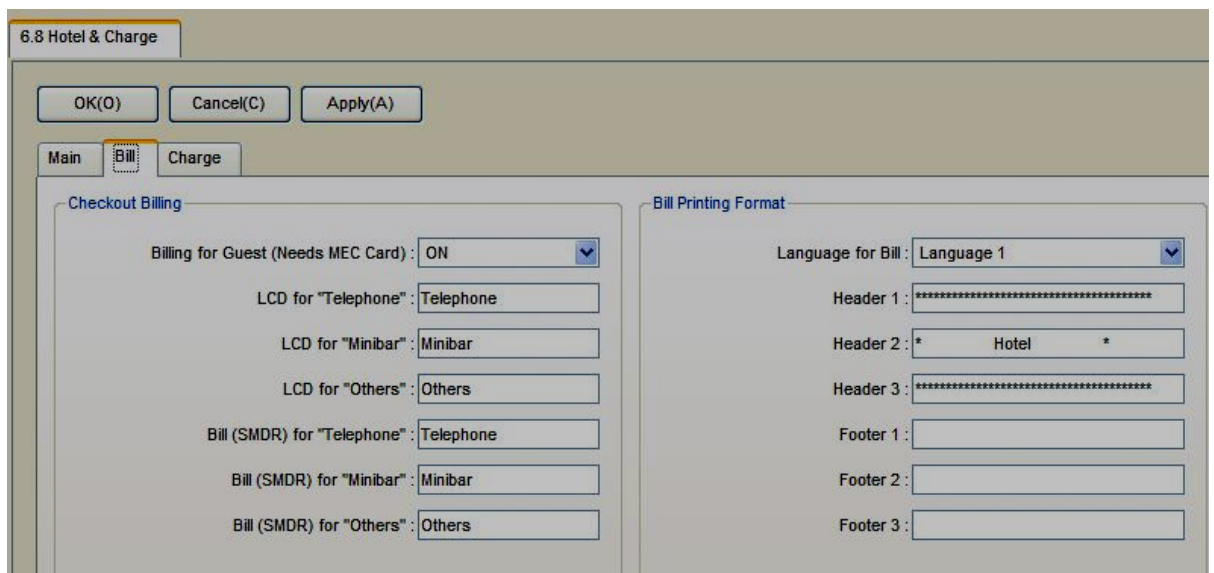 6.8 Hotel & Charge
OK(O) Cancel(C) Apply(A)
Main Bill Charge
Checkout Billing
Billing for Guest (Needs MEC Card) : ON
LCD for "Telephone" : Telephone
LCD for "Minibar" : Minibar
LCD for "Others" : Others
Bill (SMDR) for "Telephone" : Telephone
Bill (SMDR) for "Minibar" : Minibar
Bill (SMDR) for "Others" : Others
Bill Printing Format
Language for Bill : Language 1
Header 1 : ****************************************
Header 2 : * Hotel *
Header 3 : ****************************************
Footer 1 :
Footer 2 :
Footer 3 :